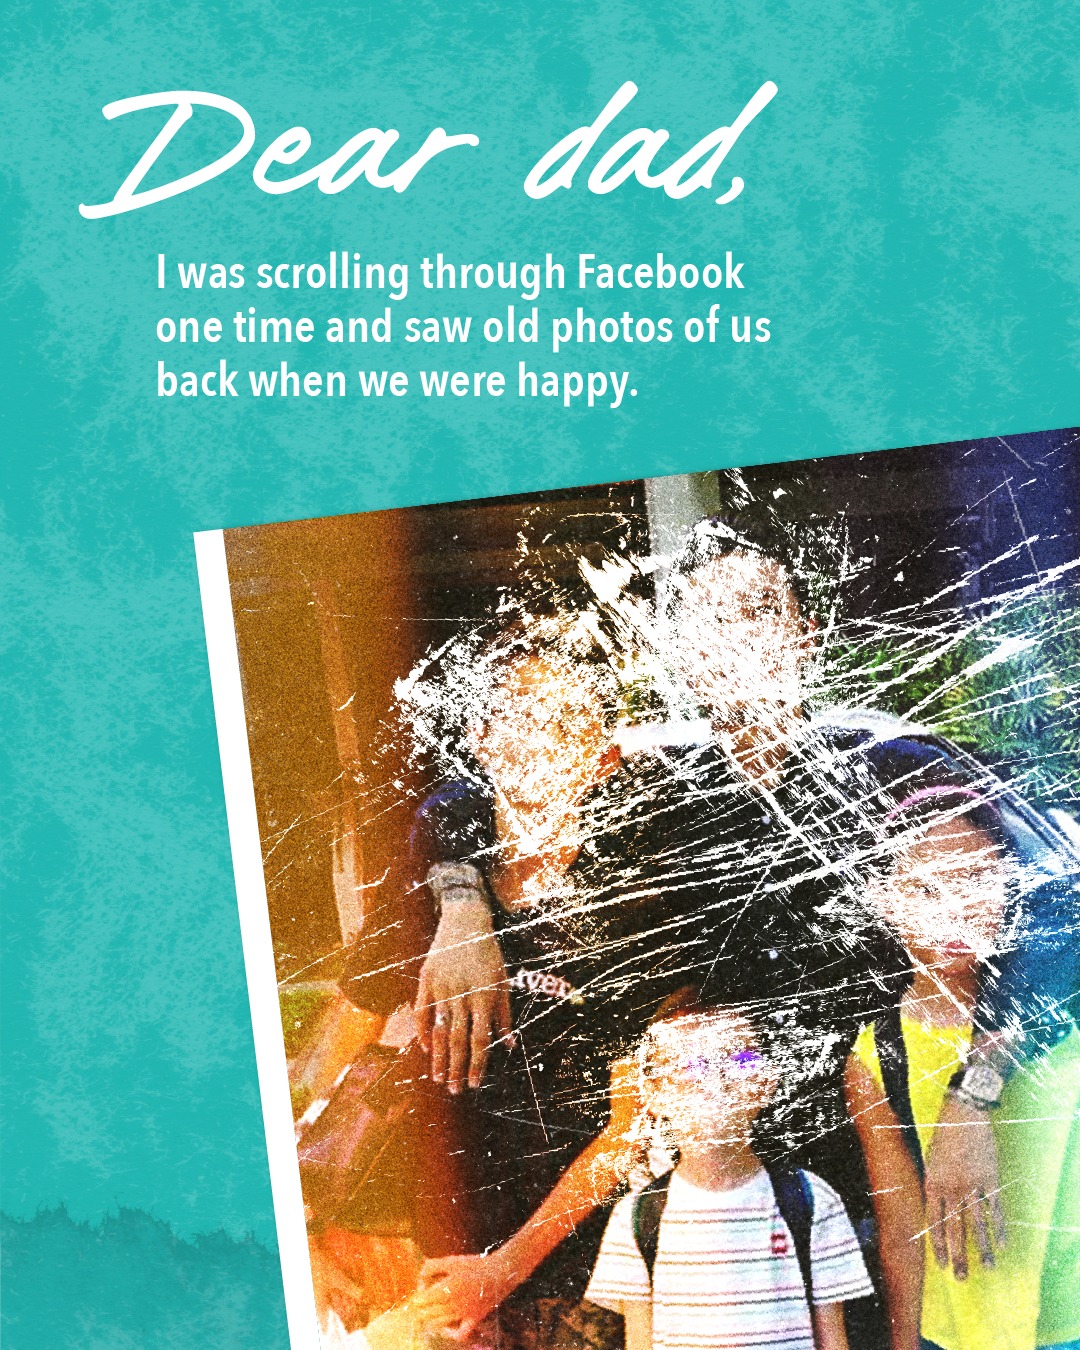 Dear dad,
I was scrolling through Facebook
one time and saw old photos of us
back when we were happy.